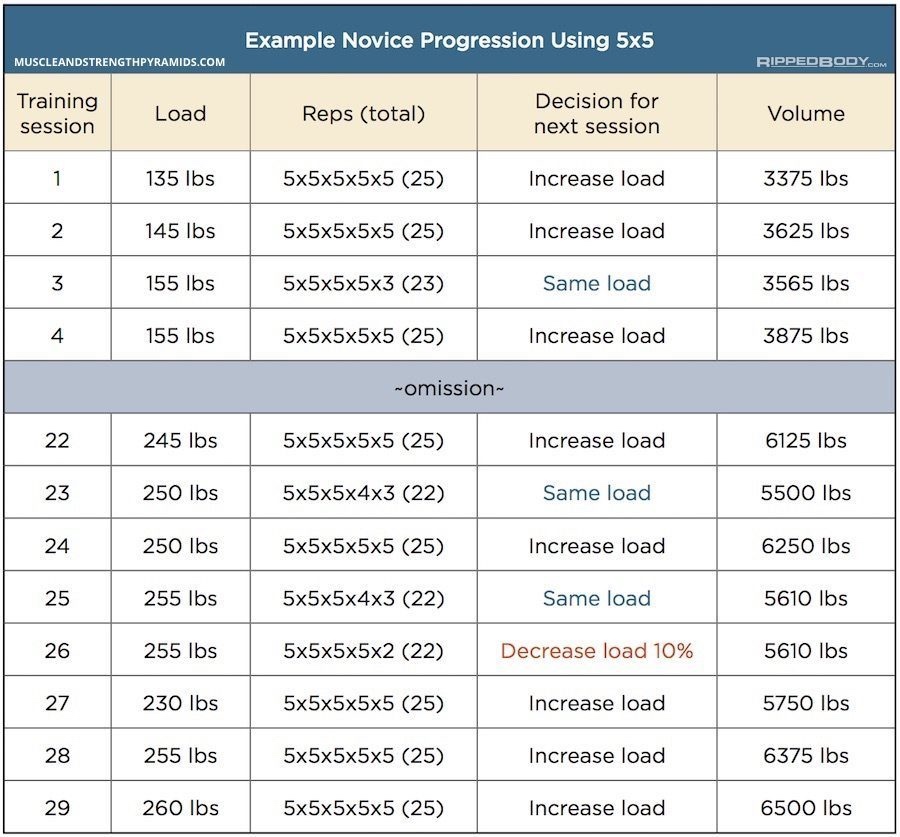 Example Novice Progression Using 5x5
MUSCLEANDSTRENGTHPYRAMIDS.COM
RIPPEDBODY.COM
Training session Load Reps (total) Decision for next session Volume
1 135 lbs 5x5x5x5x5 (25) Increase load 3375 lbs
2 145 lbs 5x5x5x5x5 (25) Increase load 3625 lbs
3 155 lbs 5x5x5x5x3 (23) Same load 3565 lbs
4 155 lbs 5x5x5x5x5 (25) Increase load 3875 lbs
~omission~
22 245 lbs 5x5x5x5x5 (25) Increase load 6125 lbs
23 250 lbs 5x5x5x4x3 (22) Same load 5500 lbs
24 250 lbs 5x5x5x5x5 (25) Increase load 6250 lbs
25 255 lbs 5x5x5x4x3 (22) Same load 5610 lbs
26 255 lbs 5x5x5x5x2 (22) Decrease load 10% 5610 lbs
27 230 lbs 5x5x5x5x5 (25) Increase load 5750 lbs
28 255 lbs 5x5x5x5x5 (25) Increase load 6375 lbs
29 260 lbs 5x5x5x5x5 (25) Increase load 6500 lbs